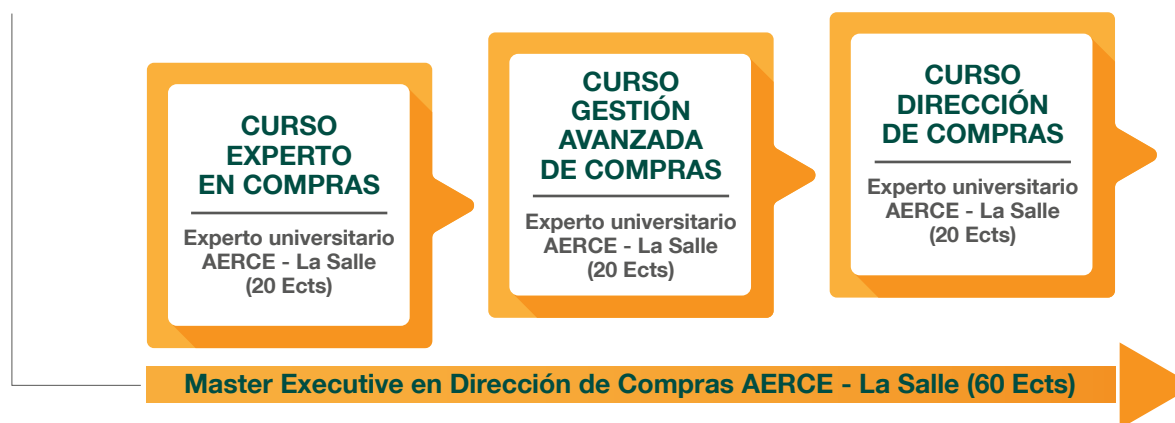 CURSO
EXPERTO
EN COMPRAS
Experto universitario
AERCE - La Salle
(20 Ects)
CURSO
GESTIÓN
AVANZADA
DE COMPRAS
Experto universitario
AERCE - La Salle
(20 Ects)
CURSO
DIRECCIÓN
DE COMPRAS
Experto universitario
AERCE - La Salle
(20 Ects)
Master Executive en Dirección de Compras AERCE - La Salle (60 Ects)